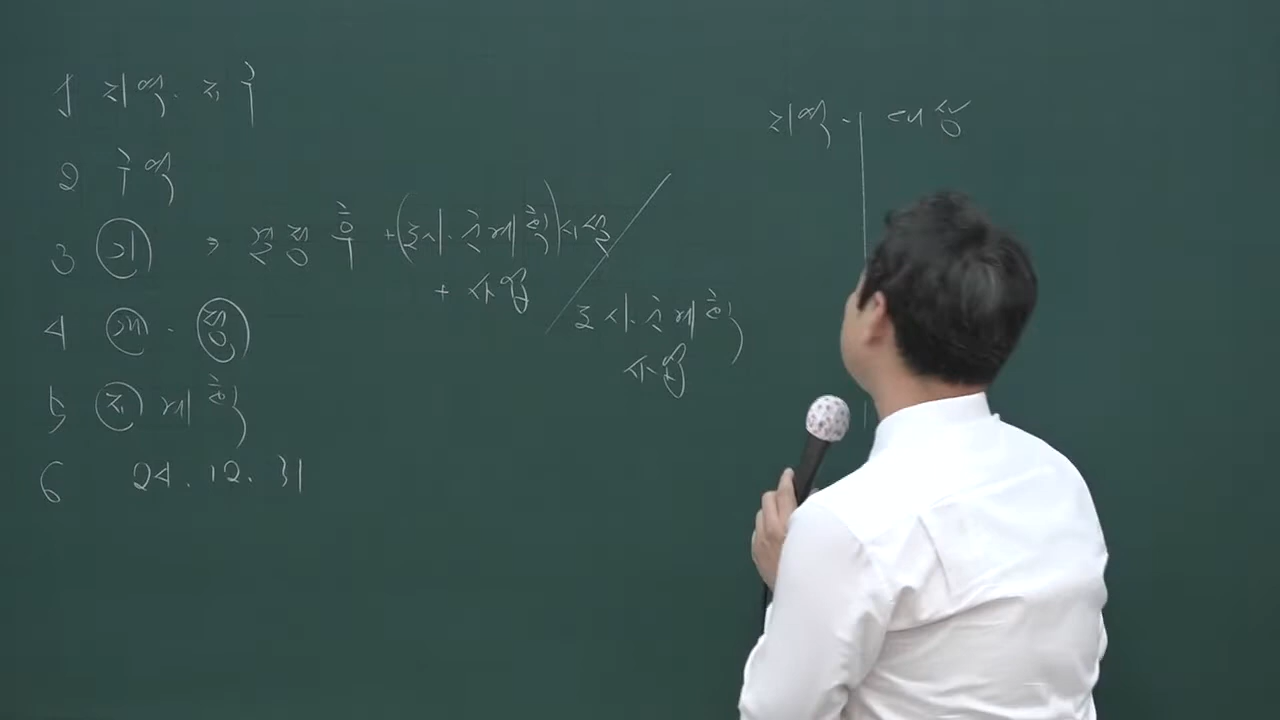 1 지역. 지구
2 구역
3 기 ⇒ 결정 후 + (도시.군계획) 시설
+ 사업
도시.군계획
사업
4 개. 정
5 지 계획
6 24. 12. 31
지역. 대상